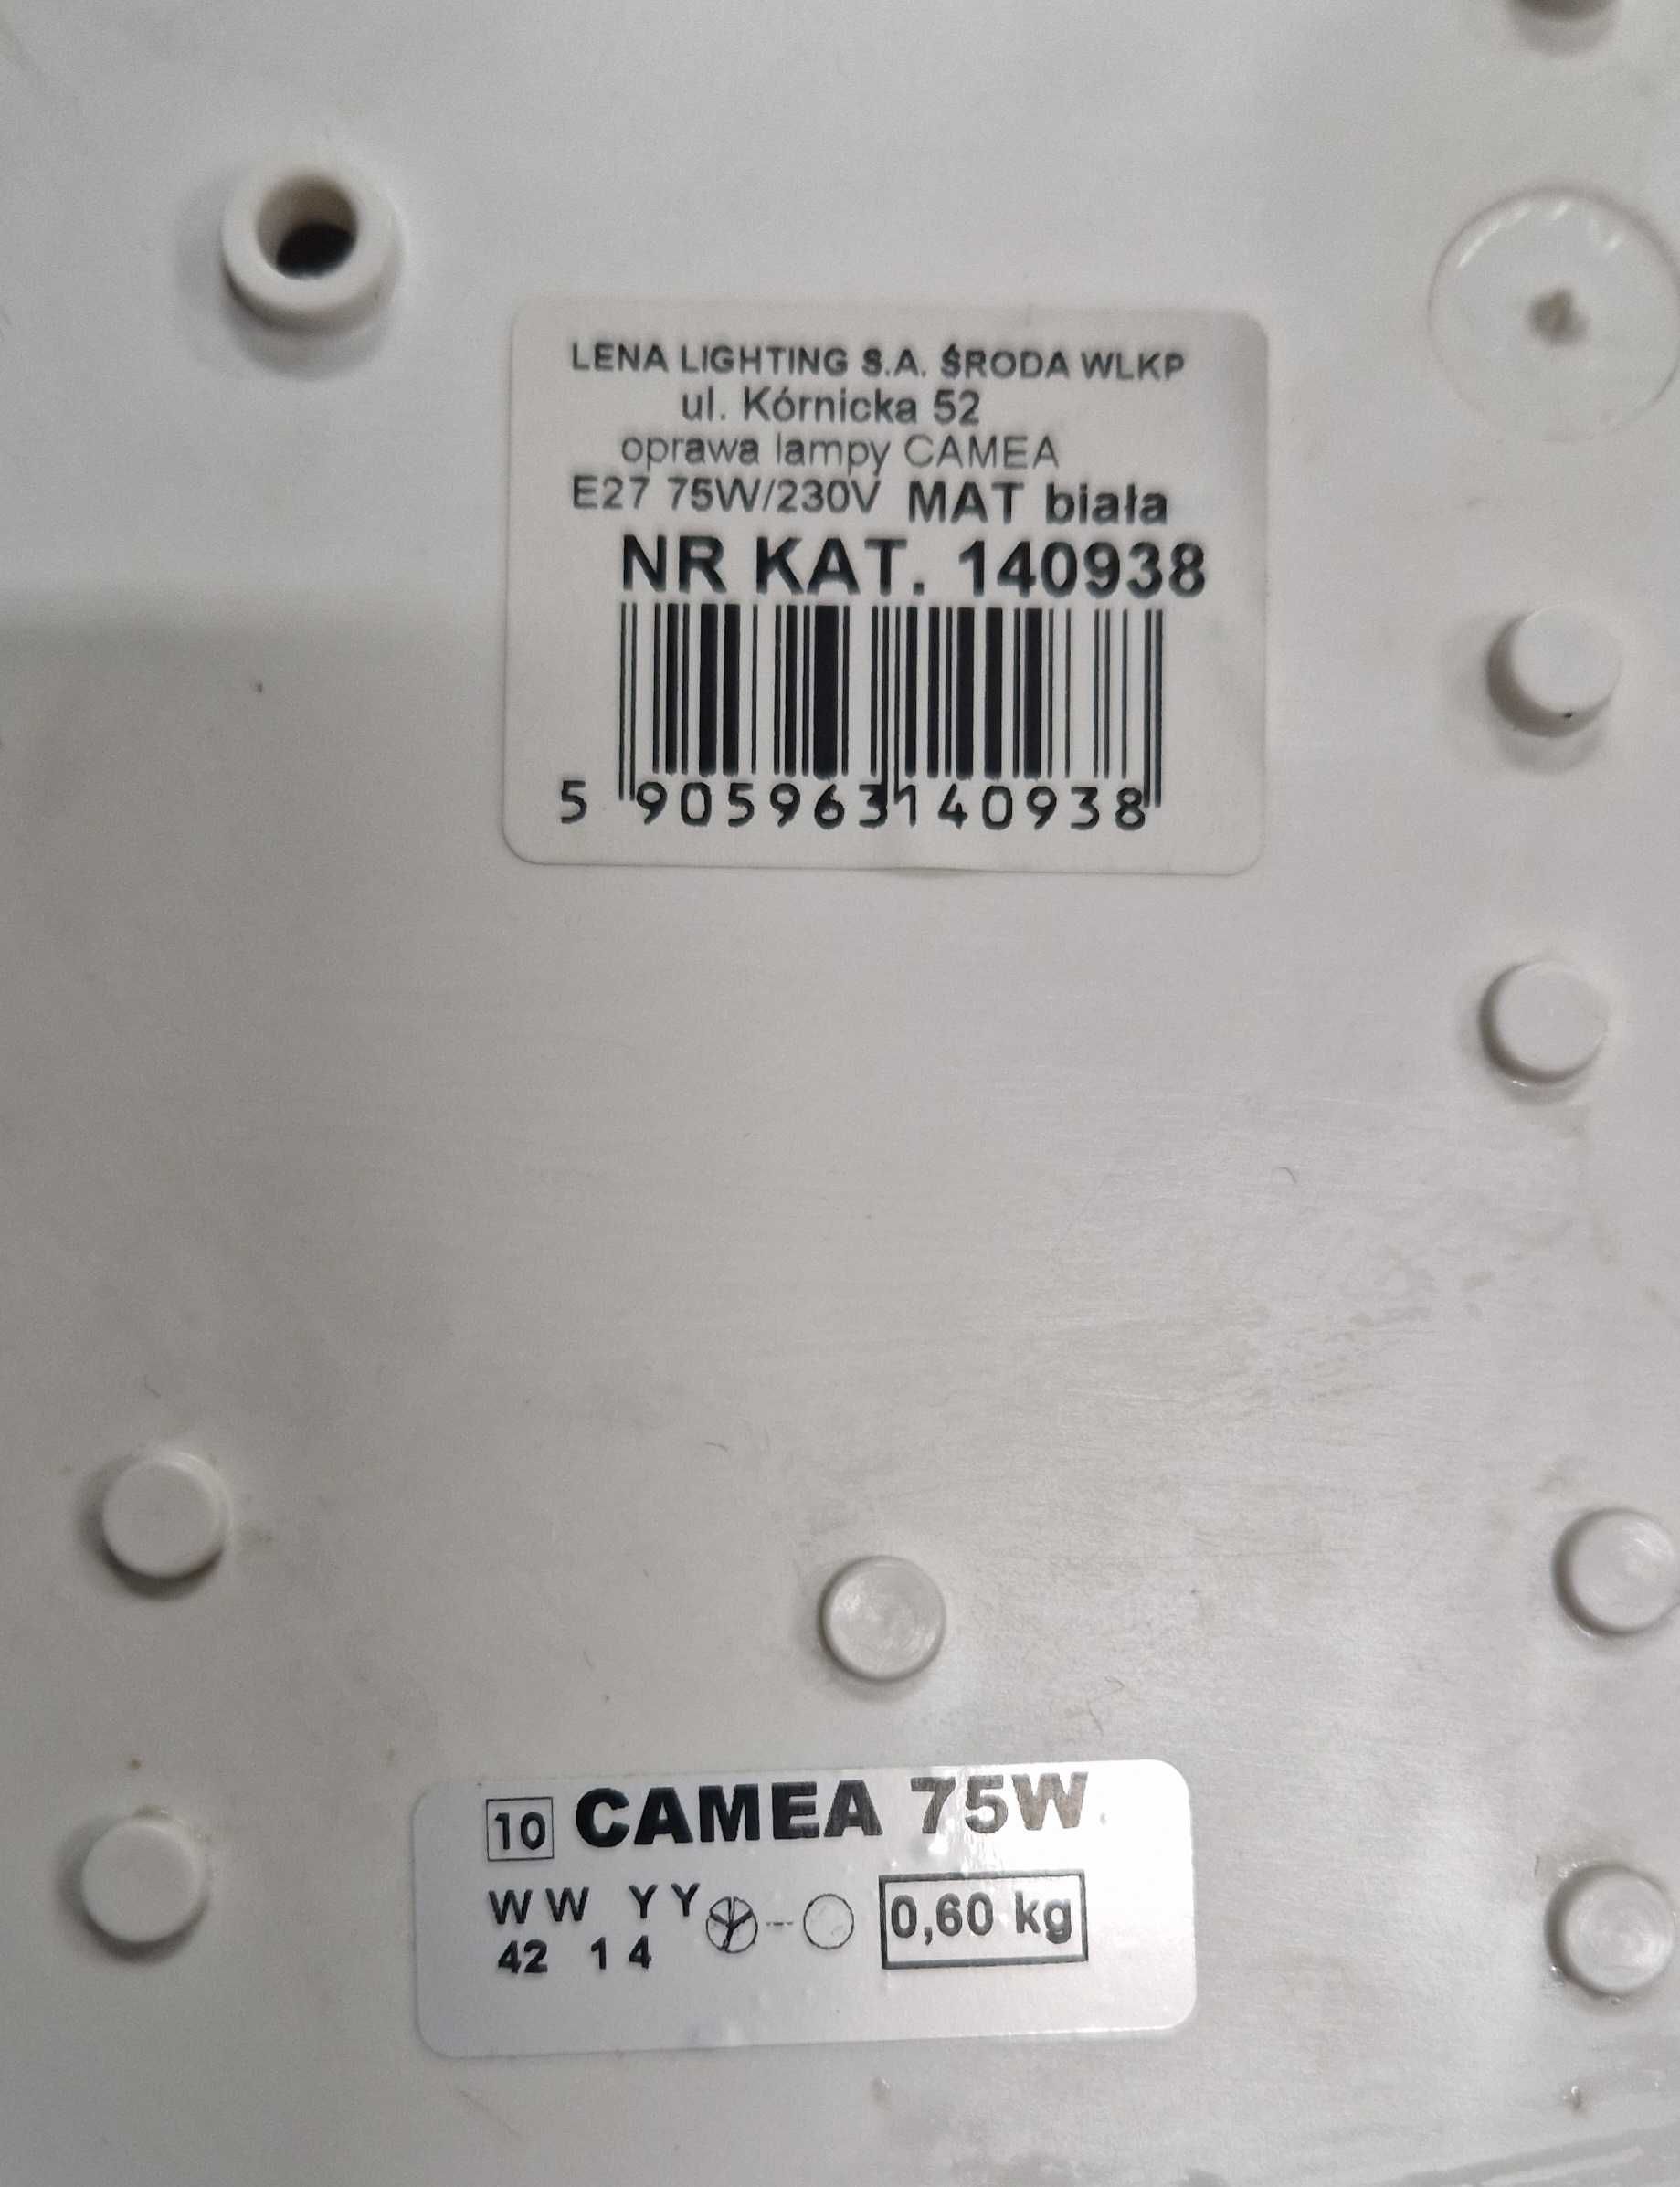 LENA LIGHTING S.A. ŚRODA WLKP
ul. Kórnicka 52
oprawa lampy CAMEA
E27 75W/230V MAT biała
NR KAT. 140938
5 905963 140938
10 CAMEA 75W
WW YY 0,60 kg
42 14